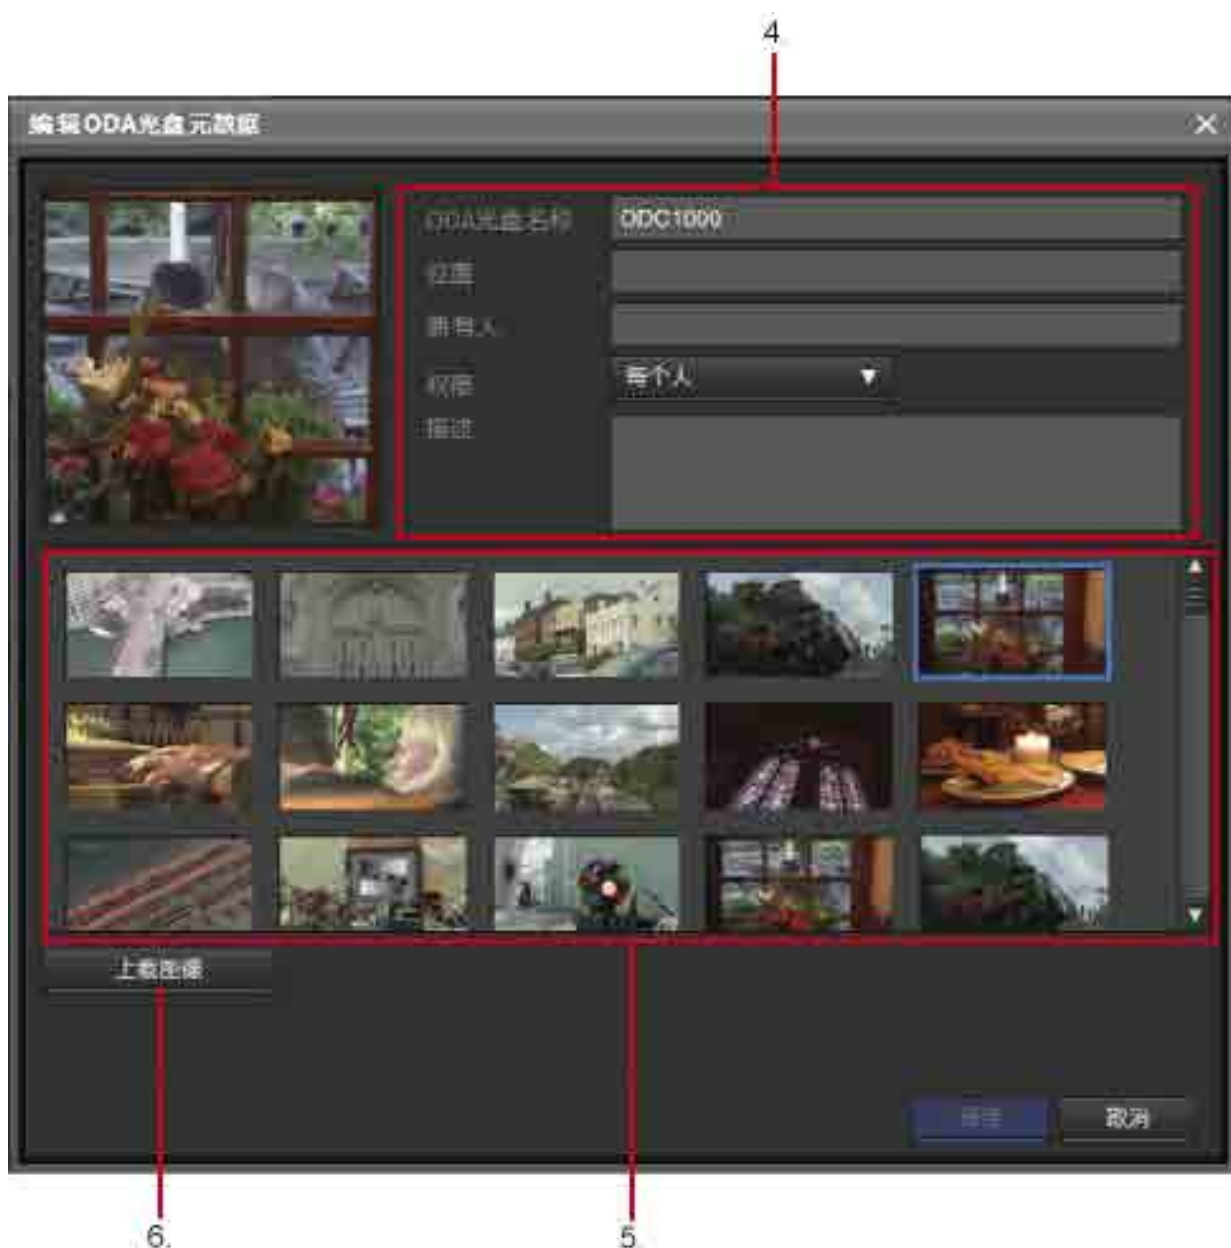 4
编辑ODA光盘元数据
ODA光盘名称 ODC1000
位置
拥有人
权限 每个人
描述
上载图像
取消
6.
5.